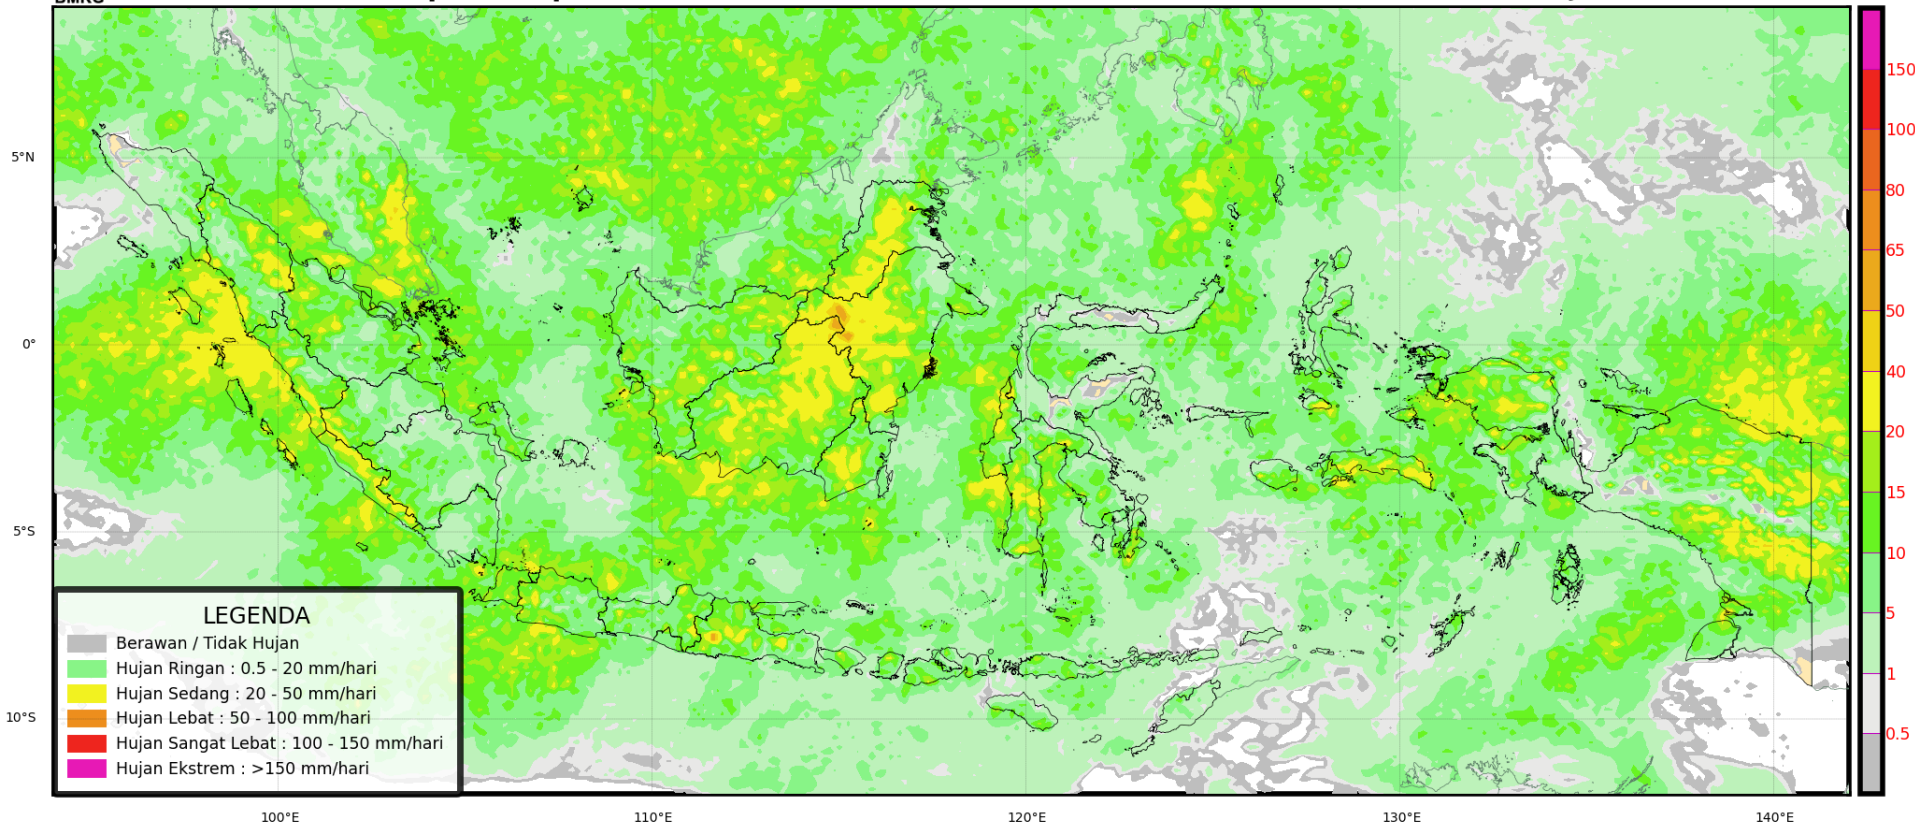 BMKG
5°N
0°
5°S
10°S
100°E
110°E
120°E
130°E
140°E
LEGENDA
Berawan / Tidak Hujan
Hujan Ringan : 0.5 - 20 mm/hari
Hujan Sedang : 20 - 50 mm/hari
Hujan Lebat : 50 - 100 mm/hari
Hujan Sangat Lebat : 100 - 150 mm/hari
Hujan Ekstrem : >150 mm/hari
150
100
80
65
50
40
20
15
10
5
1
0.5